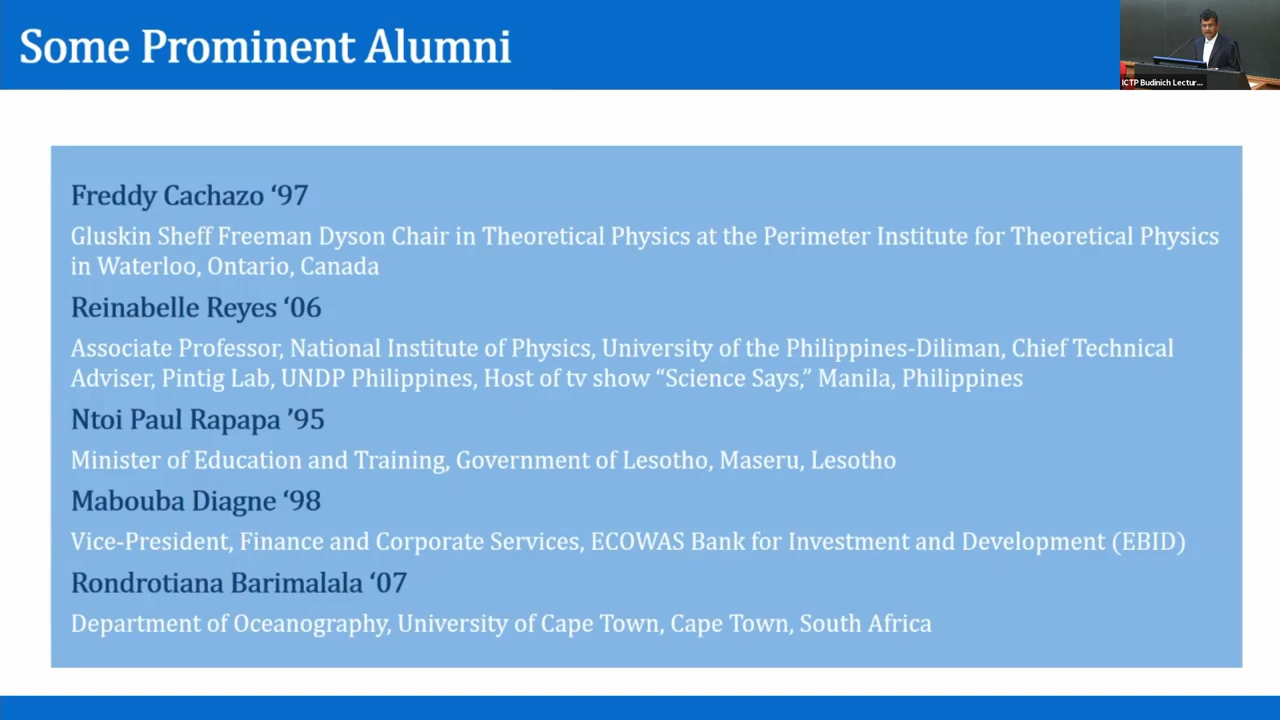 Some Prominent Alumni
ICTP Budinich Lectur...
Freddy Cachazo ‘97
Gluskin Sheff Freeman Dyson Chair in Theoretical Physics at the Perimeter Institute for Theoretical Physics
in Waterloo, Ontario, Canada
Reinabelle Reyes ‘06
Associate Professor, National Institute of Physics, University of the Philippines-Diliman, Chief Technical
Adviser, Pintig Lab, UNDP Philippines, Host of tv show “Science Says,” Manila, Philippines
Ntoi Paul Rapapa ’95
Minister of Education and Training, Government of Lesotho, Maseru, Lesotho
Mabouba Diagne ‘98
Vice-President, Finance and Corporate Services, ECOWAS Bank for Investment and Development (EBID)
Rondrotiana Barimalala ‘07
Department of Oceanography, University of Cape Town, Cape Town, South Africa